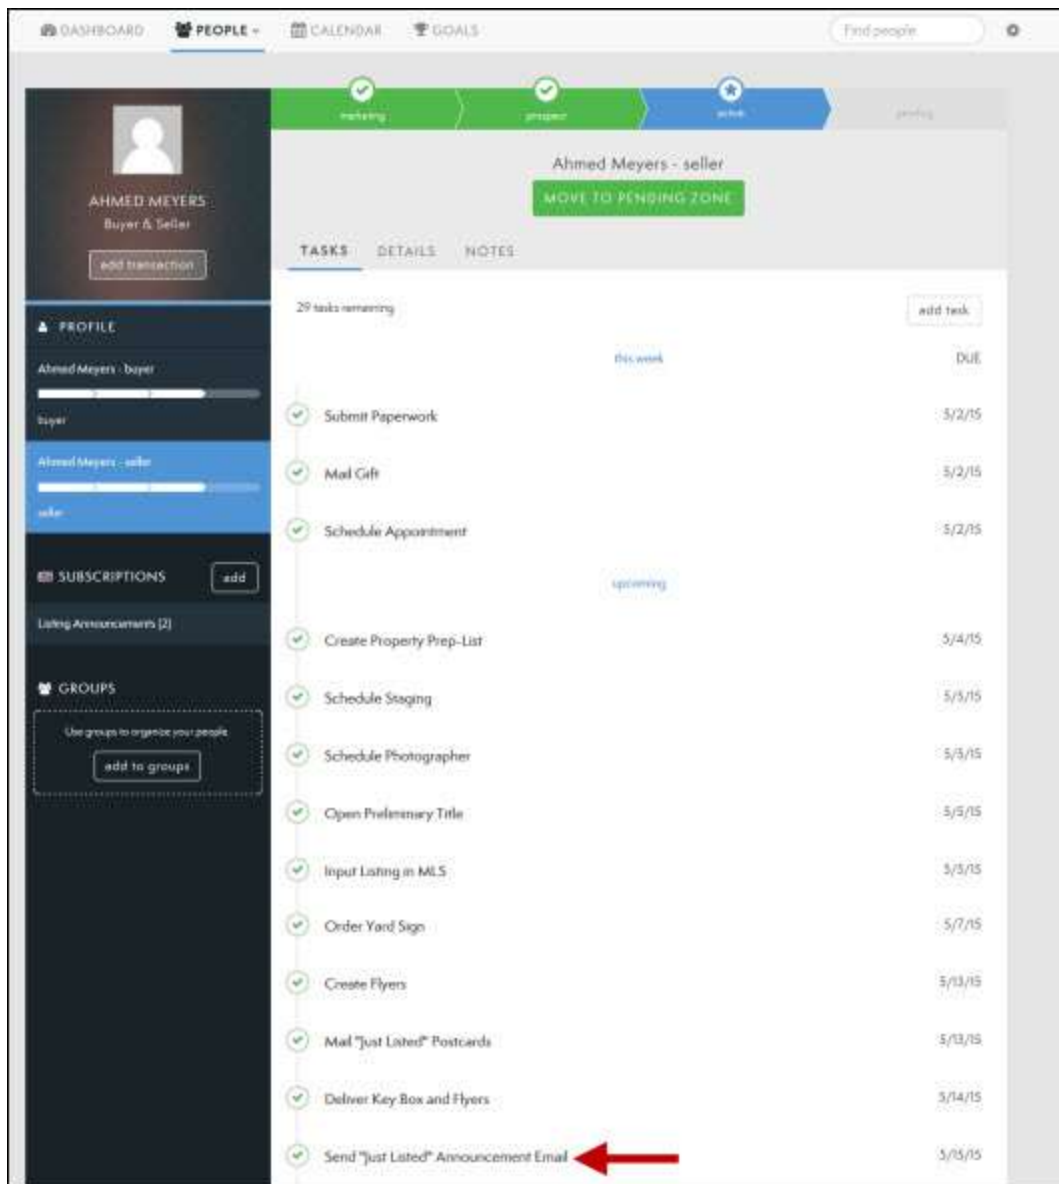 DASHBOARD PEOPLE CALENDAR GOALS Find people
marketing prospect active pending
AHMED MEYERS
Buyer & Seller
add transaction
PROFILE
Ahmed Meyers - buyer
buyer
Ahmed Meyers - seller
seller
SUBSCRIPTIONS add
Listing Announcements [2]
GROUPS
Use groups to organize your people
add to groups
Ahmed Meyers - seller
MOVE TO PENDING ZONE
TASKS DETAILS NOTES
29 tasks remaining add task
this week DUE
Submit Paperwork 5/2/15
Mail Gift 5/2/15
Schedule Appointment 5/2/15
upcoming
Create Property Prep-List 5/4/15
Schedule Staging 5/5/15
Schedule Photographer 5/5/15
Open Preliminary Title 5/5/15
Input Listing in MLS 5/5/15
Order Yard Sign 5/7/15
Create Flyers 5/13/15
Mail "Just Listed" Postcards 5/13/15
Deliver Key Box and Flyers 5/14/15
Send "Just Listed" Announcement Email 5/15/15